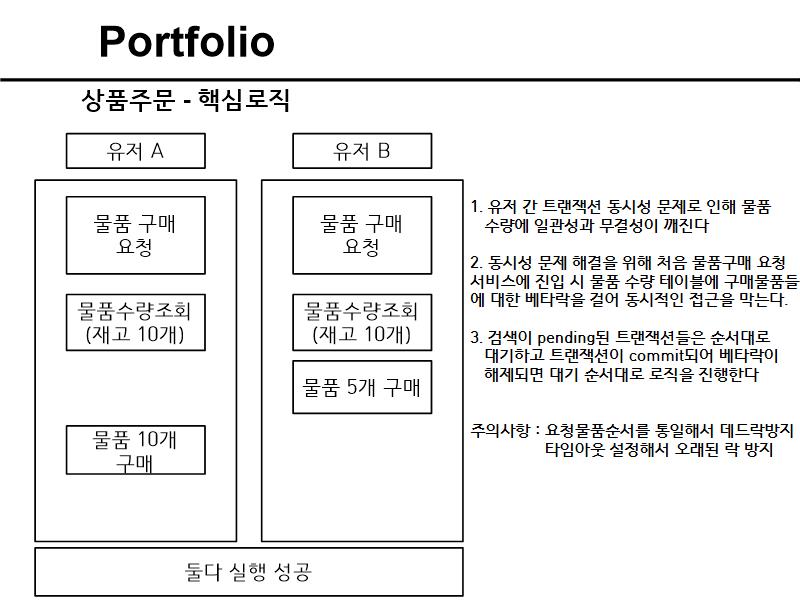 Portfolio
상품주문 - 핵심로직
유저 A
물품 구매
요청
물품수량조회
(재고 10개)
물품 10개
구매
유저 B
물품 구매
요청
물품수량조회
(재고 10개)
물품 5개 구매
둘다 실행 성공
1. 유저 간 트랜잭션 동시성 문제로 인해 물품
수량에 일관성과 무결성이 깨진다
2. 동시성 문제 해결을 위해 처음 물품구매 요청
서비스에 진입 시 물품 수량 테이블에 구매물품들
에 대한 베타락을 걸어 동시적인 접근을 막는다.
3. 검색이 pending된 트랜잭션들은 순서대로
대기하고 트랜잭션이 commit되어 베타락이
해제되면 대기 순서대로 로직을 진행한다
주의사항 : 요청물품순서를 통일해서 데드락방지
타임아웃 설정해서 오래된 락 방지